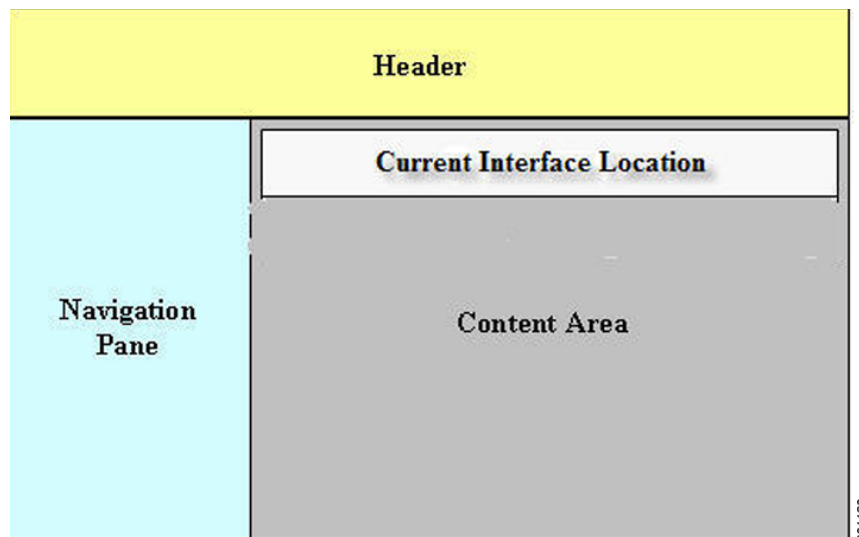 Header
Current Interface Location
Navigation
Pane
Content Area